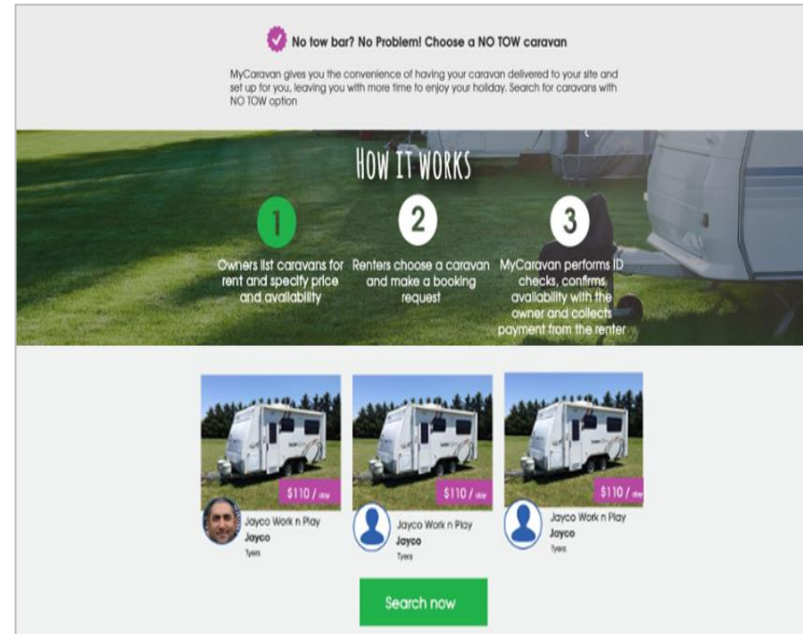 No tow bar? No Problem! Choose a NO TOW caravan
MyCaravan gives you the convenience of having your caravan delivered to your site and
set up for you, leaving you with more time to enjoy your holiday. Search for caravans with
NO TOW option
HOW IT WORKS
1
Owners list caravans for
rent and specify price
and availability
2
Renters choose a caravan
and make a booking
request
3
MyCaravan performs ID
checks, confirms
availability with the
owner and collects
payment from the renter
$110 /
Jayco Work n Play
Jayco
Tyers
$110 /
Jayco Work n Play
Jayco
Tyers
$110 /
Jayco Work n Play
Jayco
Tyers
Search now